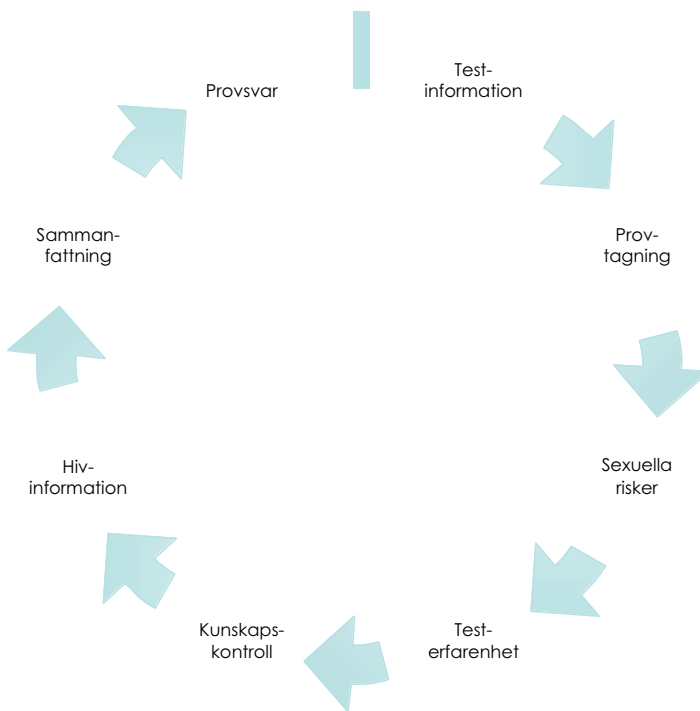 Test-
information
Prov-
tagning
Sexuella
risker
Test-
erfarenhet
Kunskaps-
kontroll
Hiv-
information
Samman-
fattning
Provsvar